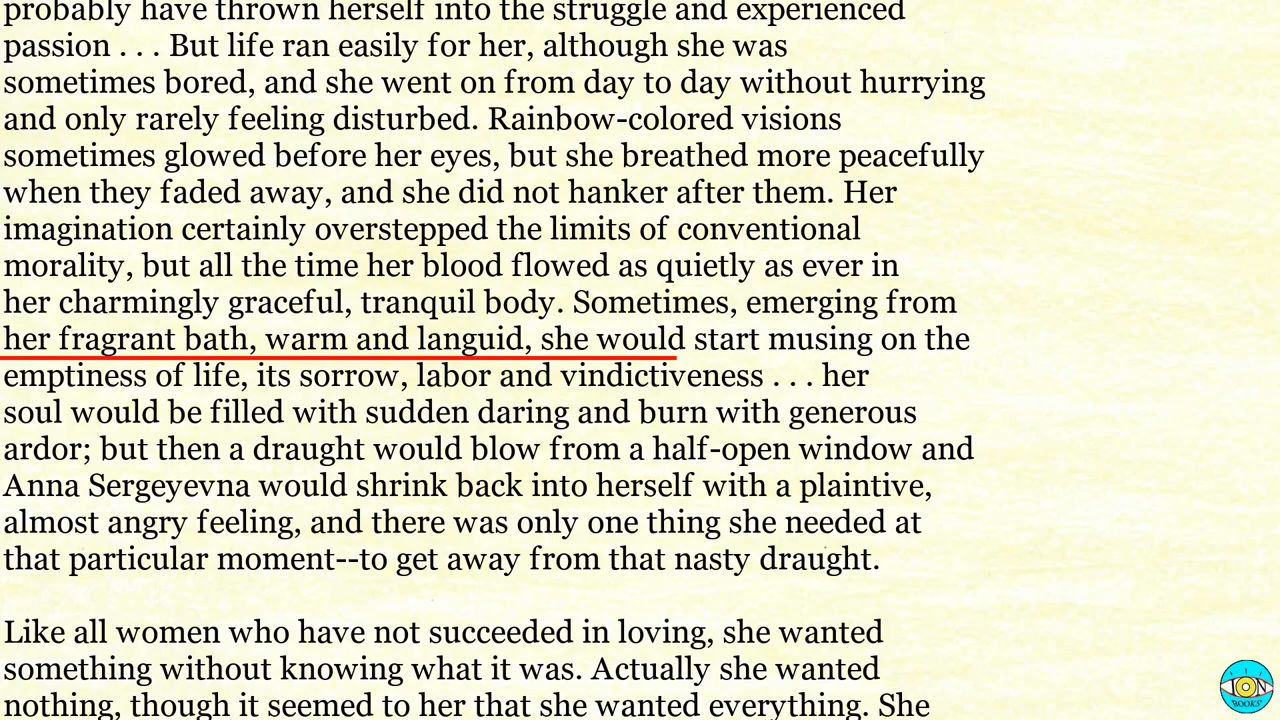 probably have thrown herself into the struggle and experienced
passion . . . But life ran easily for her, although she was
sometimes bored, and she went on from day to day without hurrying
and only rarely feeling disturbed. Rainbow-colored visions
sometimes glowed before her eyes, but she breathed more peacefully
when they faded away, and she did not hanker after them. Her
imagination certainly overstepped the limits of conventional
morality, but all the time her blood flowed as quietly as ever in
her charmingly graceful, tranquil body. Sometimes, emerging from
her fragrant bath, warm and languid, she would start musing on the
emptiness of life, its sorrow, labor and vindictiveness . . . her
soul would be filled with sudden daring and burn with generous
ardor; but then a draught would blow from a half-open window and
Anna Sergeyevna would shrink back into herself with a plaintive,
almost angry feeling, and there was only one thing she needed at
that particular moment--to get away from that nasty draught.
Like all women who have not succeeded in loving, she wanted
something without knowing what it was. Actually she wanted
nothing, though it seemed to her that she wanted everything. She
ION
BOOKS